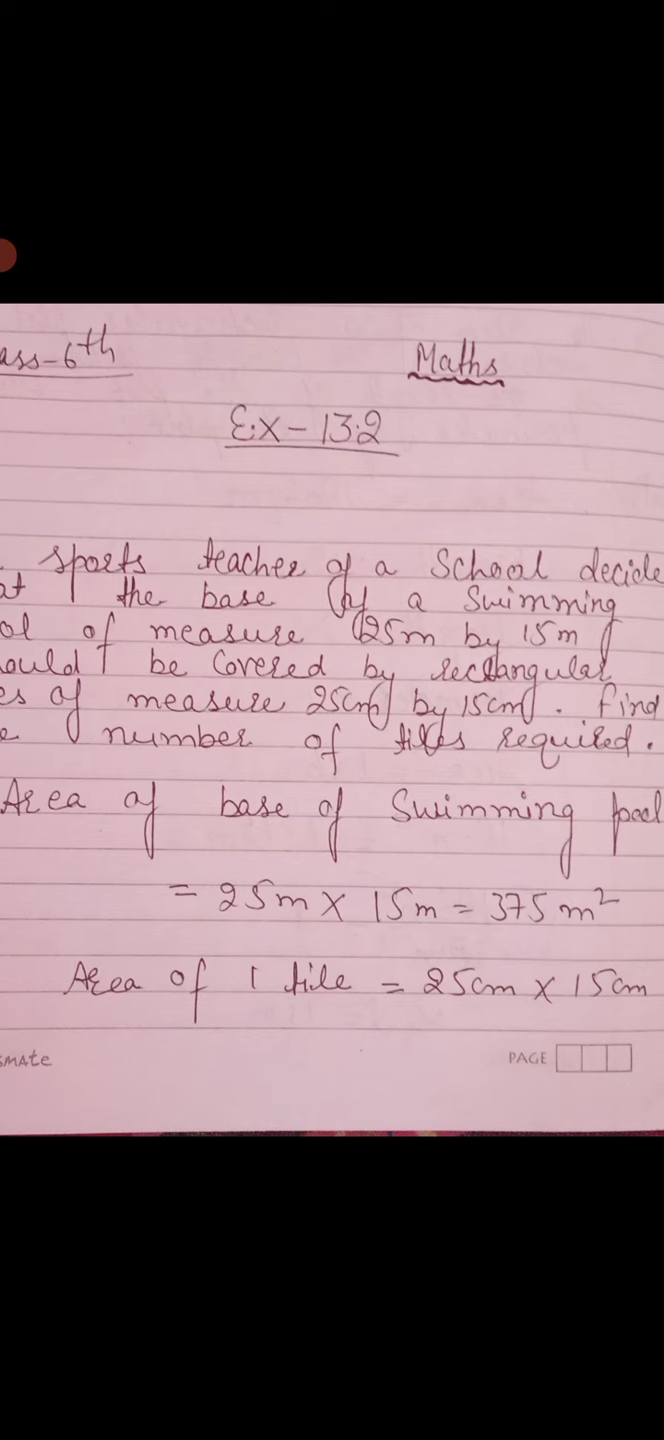 ass-6th
Maths
Ex-13.2
sports teacher of a School decide
at the base of a Swimming
ol of measure 25m by 15m
ould be Covered by rectangular
es of measure 25cm by 15cm. find
e number of tiles required.
Area of base of Swimming pool
= 25m X 15m = 375 m²
Area of 1 tile = 25cm X 15cm
SMATE
PAGE